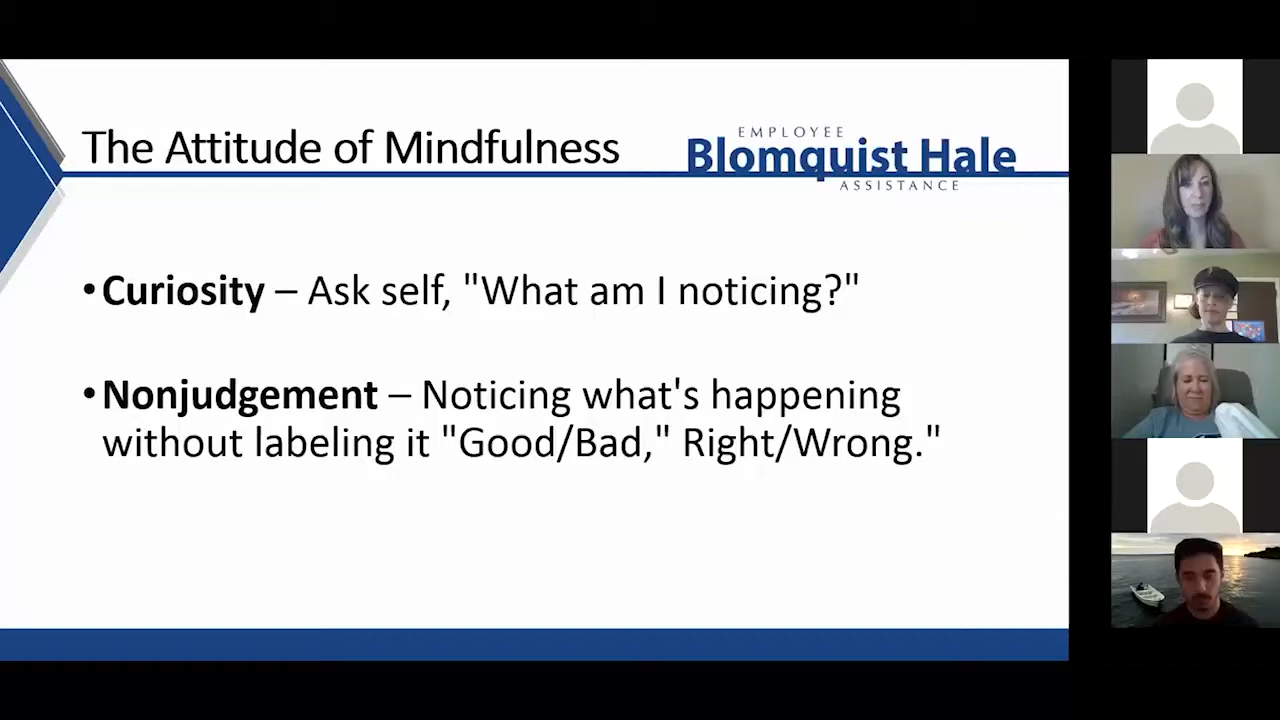 The Attitude of Mindfulness
EMPLOYEE
Blomquist Hale
ASSISTANCE
•Curiosity – Ask self, "What am I noticing?"
•Nonjudgement – Noticing what's happening
without labeling it "Good/Bad," Right/Wrong."